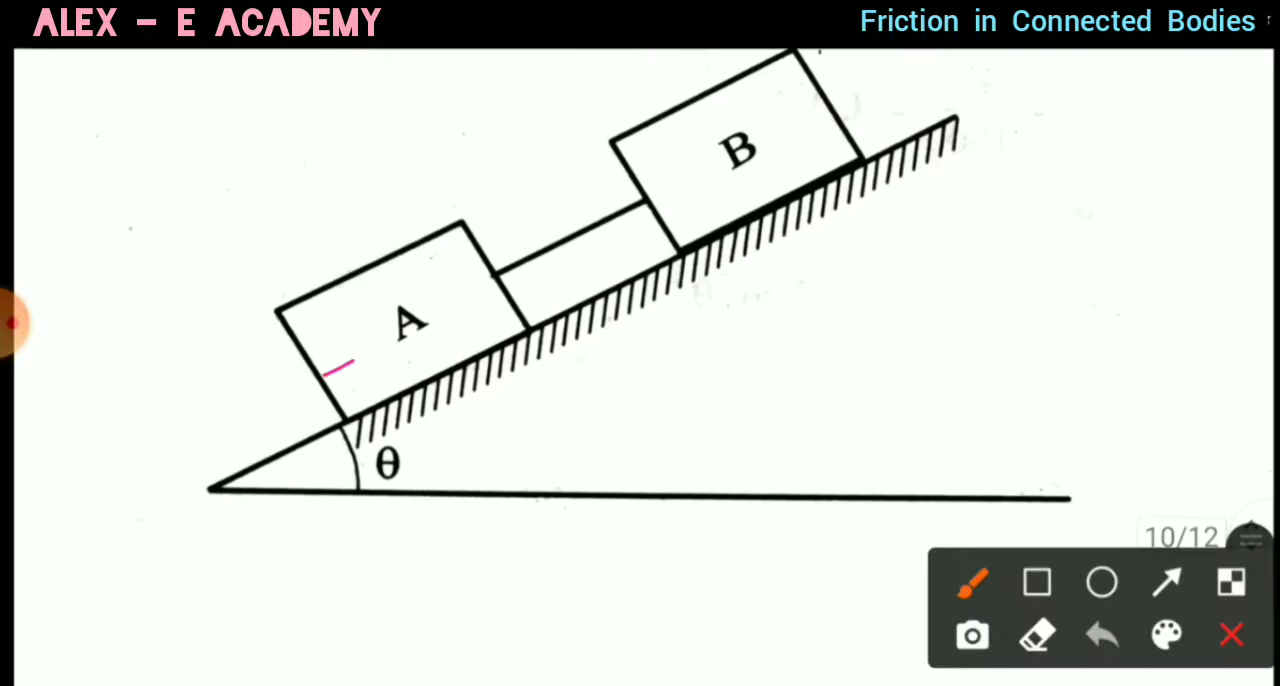 ALEX – E ACADEMY
Friction in Connected Bodies
B
A
θ
10/12